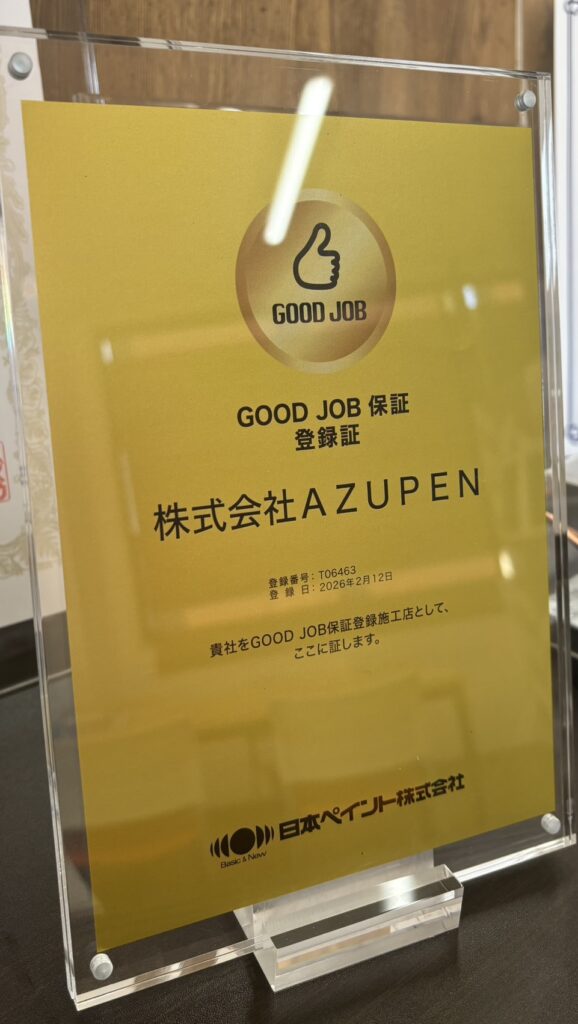 GOOD JOB
GOOD JOB 保証
登録証
株式会社AZUPEN
登録番号：T06463
登 録 日：2026年2月12日
貴社をGOOD JOB保証登録施工店として、
ここに証します。
Basic & New
日本ペイント株式会社